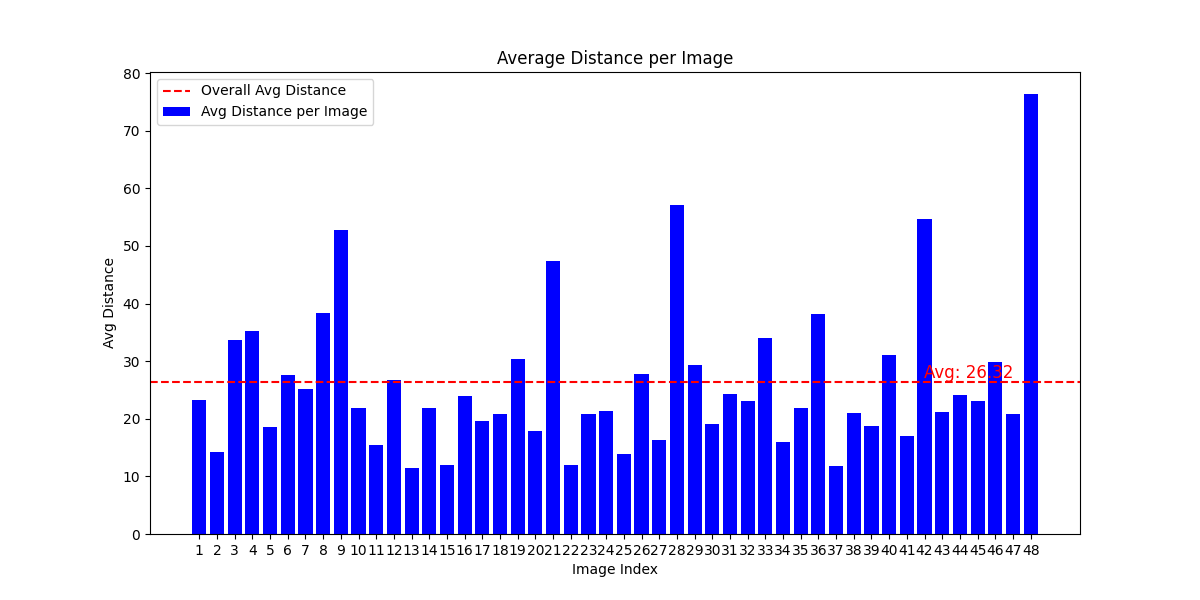 Average Distance per Image
Overall Avg Distance
Avg Distance per Image
80
70
60
50
40
30
20
10
0
Avg Distance
Avg: 26.32
1 2 3 4 5 6 7 8 9 10 11 12 13 14 15 16 17 18 19 20 21 22 23 24 25 26 27 28 29 30 31 32 33 34 35 36 37 38 39 40 41 42 43 44 45 46 47 48
Image Index